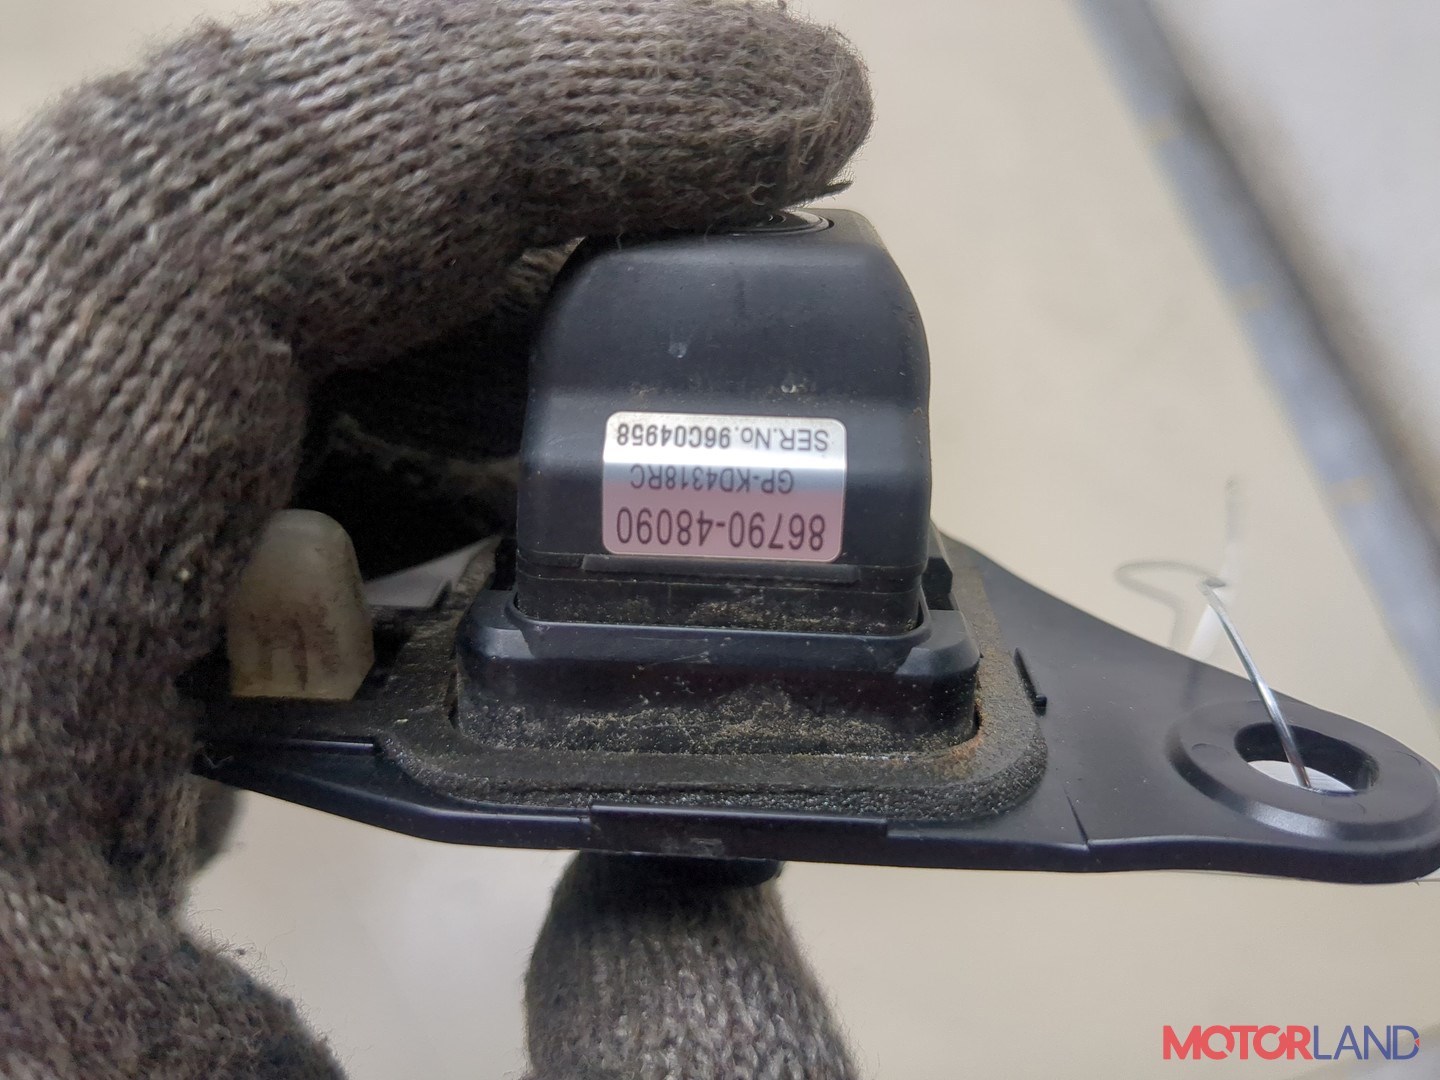 86790-48090
GP-KD4318RC
SER.No.96C04958
MOTORLAND